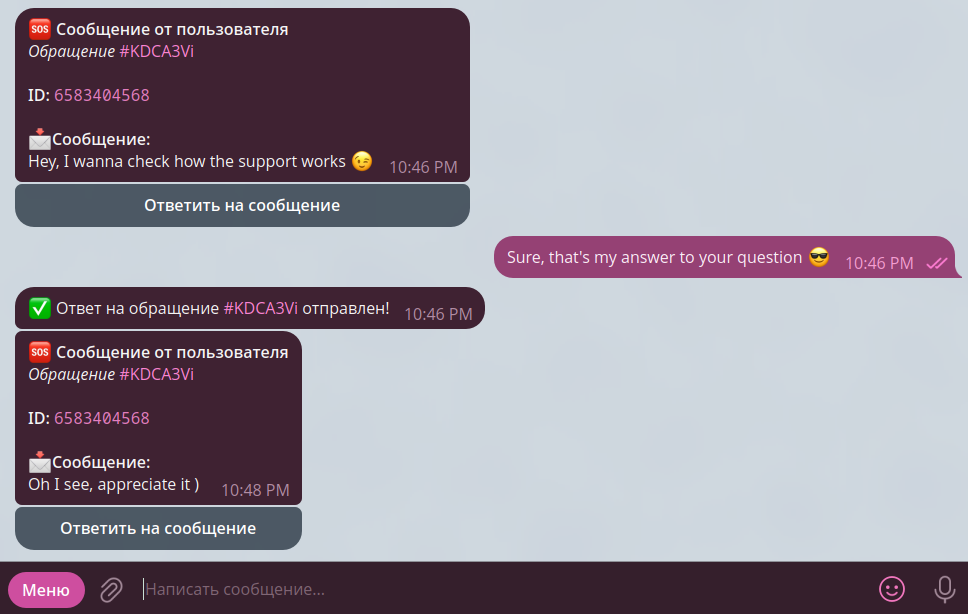 🆘 Сообщение от пользователя
Обращение #KDCA3Vi
ID: 6583404568
📩Сообщение:
Hey, I wanna check how the support works 😉 10:46 PM
Ответить на сообщение
Sure, that's my answer to your question 😎 10:46 PM
✅ Ответ на обращение #KDCA3Vi отправлен! 10:46 PM
🆘 Сообщение от пользователя
Обращение #KDCA3Vi
ID: 6583404568
📩Сообщение:
Oh I see, appreciate it ) 10:48 PM
Ответить на сообщение
Меню Написать сообщение...